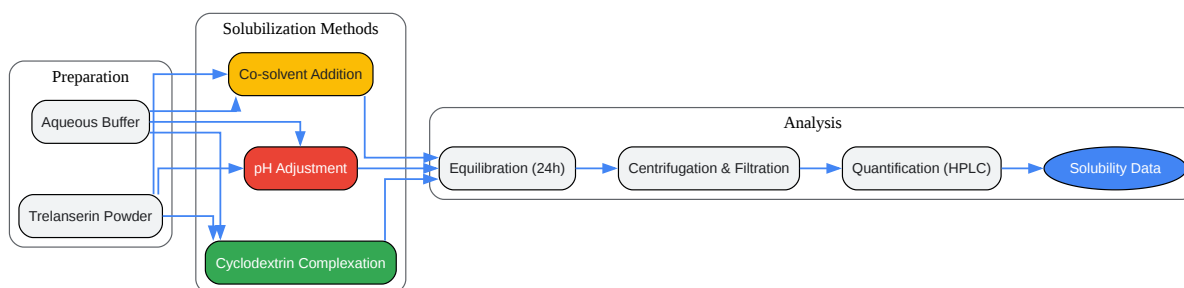 Preparation
Aqueous Buffer
Trelanserin Powder
Solubilization Methods
Co-solvent Addition
pH Adjustment
Cyclodextrin Complexation
Analysis
Equilibration (24h)
Centrifugation & Filtration
Quantification (HPLC)
Solubility Data